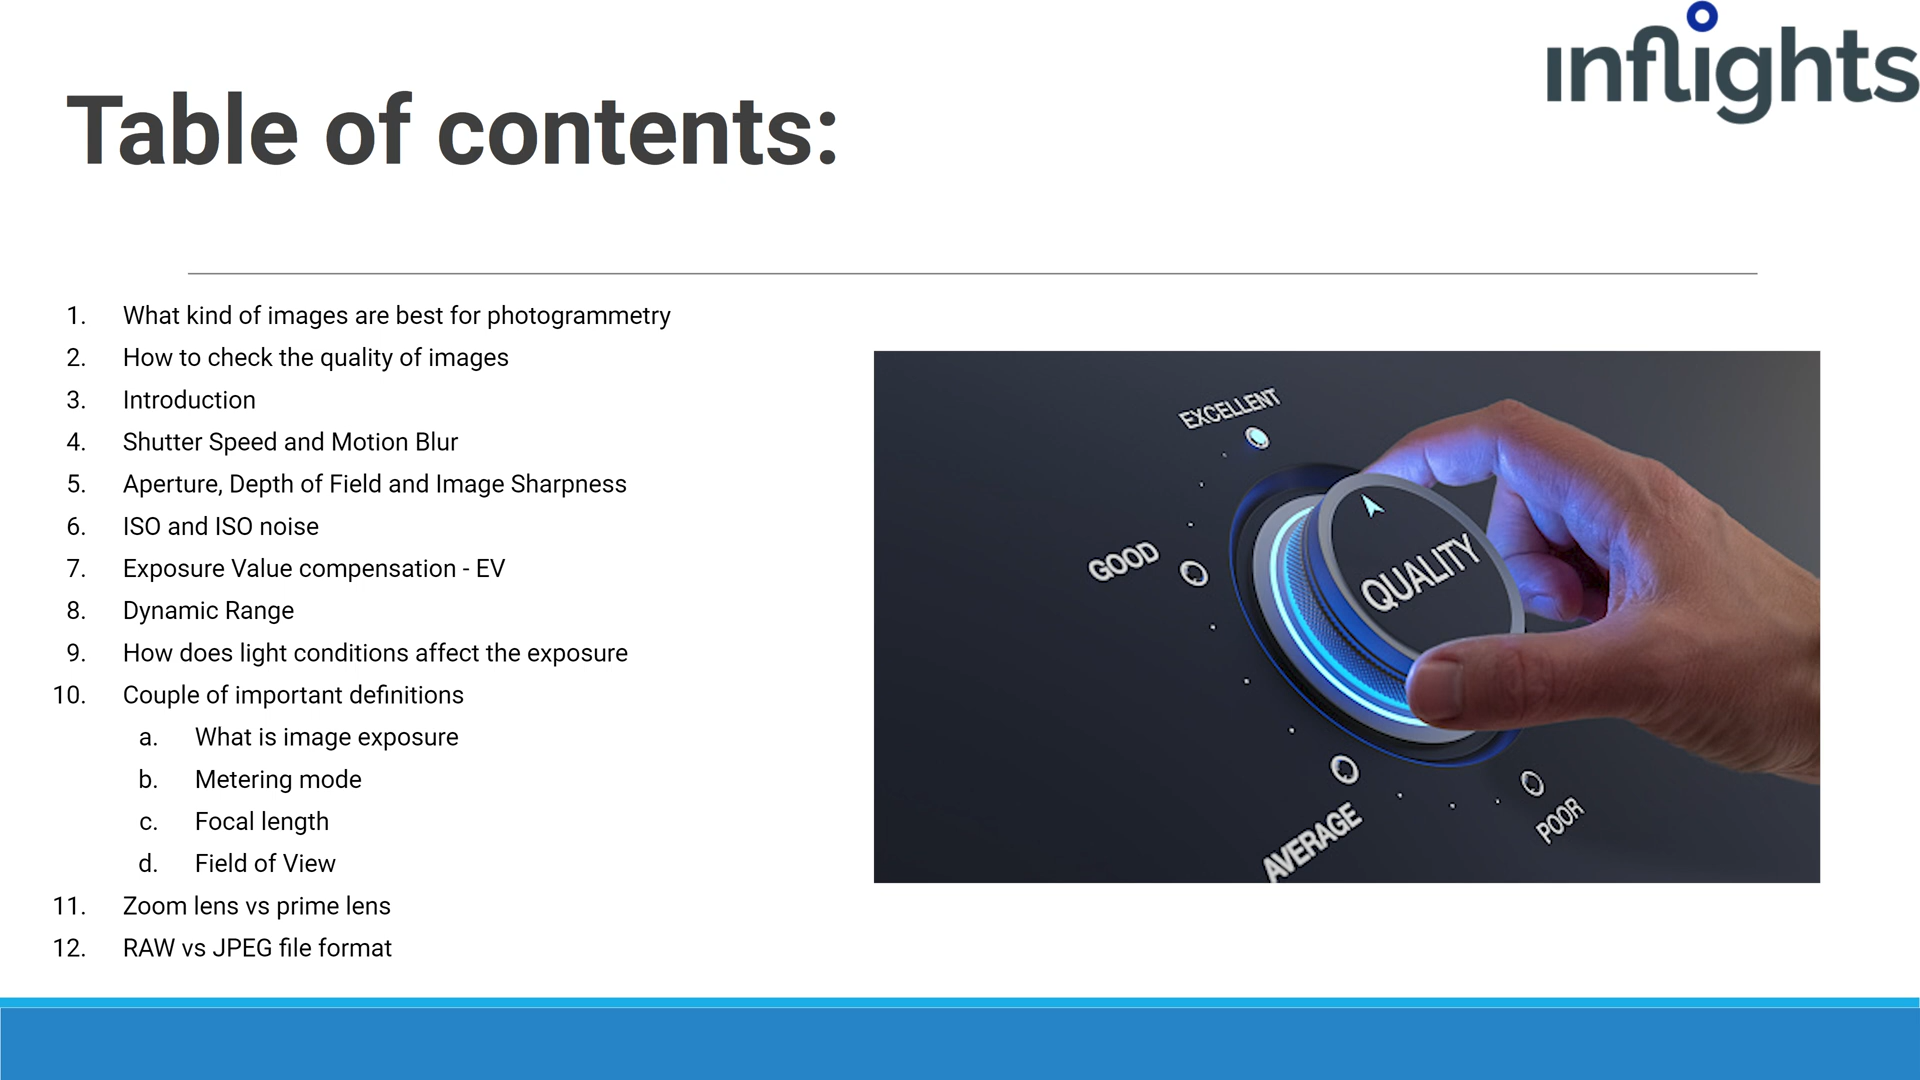 inflights
Table of contents:
1. What kind of images are best for photogrammetry
2. How to check the quality of images
3. Introduction
4. Shutter Speed and Motion Blur
5. Aperture, Depth of Field and Image Sharpness
6. ISO and ISO noise
7. Exposure Value compensation - EV
8. Dynamic Range
9. How does light conditions affect the exposure
10. Couple of important definitions
a. What is image exposure
b. Metering mode
c. Focal length
d. Field of View
11. Zoom lens vs prime lens
12. RAW vs JPEG file format
EXCELLENT
GOOD
QUALITY
AVERAGE
POOR